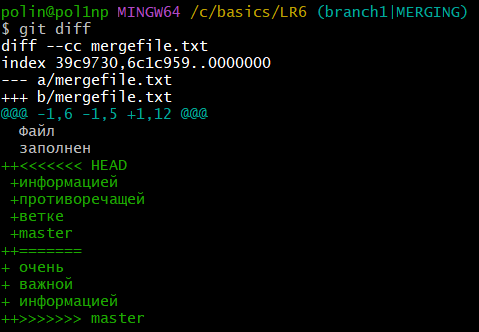 polin@pol1np MINGW64 /c/basics/LR6 (branch1|MERGING)
$ git diff
diff --cc mergefile.txt
index 39c9730,6c1c959..0000000
--- a/mergefile.txt
+++ b/mergefile.txt
@@@ -1,6 -1,5 +1,12 @@@
  Файл
  заполнен
++<<<<<<< HEAD
 +информацией
 +противоречащей
 +ветке
 +master
++=======
+ очень
+ важной
+ информацией
++>>>>>>> master